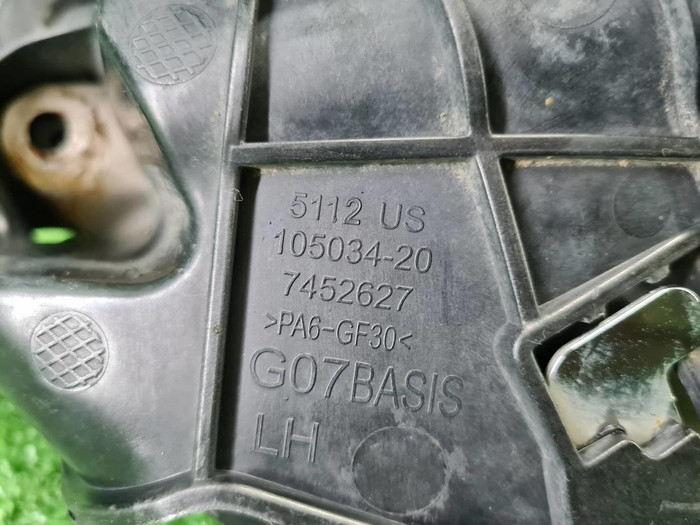 5112 US
105034-20
7452627
>PA6-GF30<
G07BASIS
LH